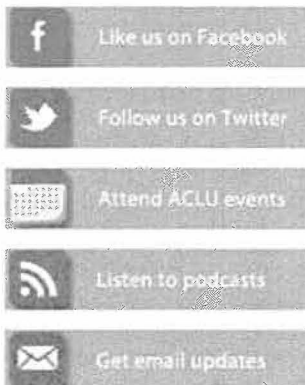 Like us on Facebook
Follow us on Twitter
Attend ACLU events
Listen to podcasts
Get email updates